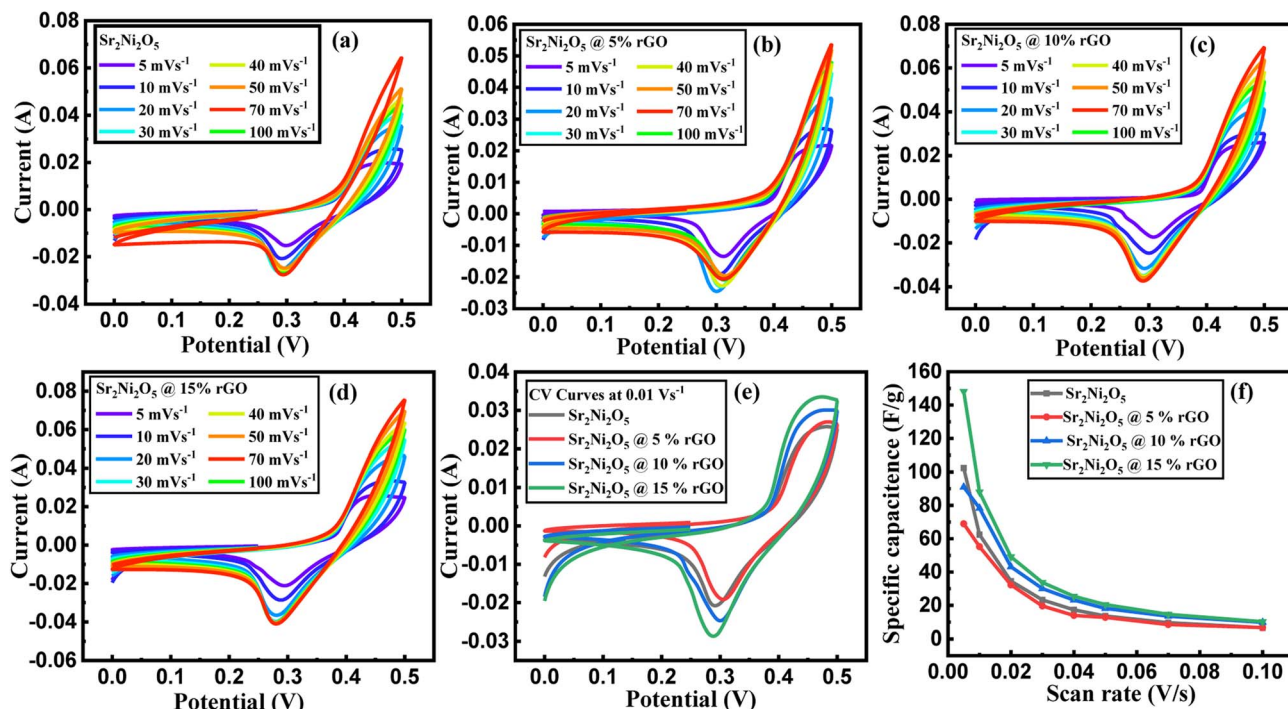 (a)
Sr₂Ni₂O₅
5 mVs⁻¹ 40 mVs⁻¹
10 mVs⁻¹ 50 mVs⁻¹
20 mVs⁻¹ 70 mVs⁻¹
30 mVs⁻¹ 100 mVs⁻¹
Current (A)
0.08
0.06
0.04
0.02
0.00
-0.02
-0.04
0.0 0.1 0.2 0.3 0.4 0.5
Potential (V)
(b)
Sr₂Ni₂O₅ @ 5% rGO
5 mVs⁻¹ 40 mVs⁻¹
10 mVs⁻¹ 50 mVs⁻¹
20 mVs⁻¹ 70 mVs⁻¹
30 mVs⁻¹ 100 mVs⁻¹
Current (A)
0.06
0.05
0.04
0.03
0.02
0.01
0.00
-0.01
-0.02
-0.03
0.0 0.1 0.2 0.3 0.4 0.5
Potential (V)
(c)
Sr₂Ni₂O₅ @ 10% rGO
5 mVs⁻¹ 40 mVs⁻¹
10 mVs⁻¹ 50 mVs⁻¹
20 mVs⁻¹ 70 mVs⁻¹
30 mVs⁻¹ 100 mVs⁻¹
Current (A)
0.08
0.06
0.04
0.02
0.00
-0.02
-0.04
0.0 0.1 0.2 0.3 0.4 0.5
Potential (V)
(d)
Sr₂Ni₂O₅ @ 15% rGO
5 mVs⁻¹ 40 mVs⁻¹
10 mVs⁻¹ 50 mVs⁻¹
20 mVs⁻¹ 70 mVs⁻¹
30 mVs⁻¹ 100 mVs⁻¹
Current (A)
0.08
0.06
0.04
0.02
0.00
-0.02
-0.04
-0.06
0.0 0.1 0.2 0.3 0.4 0.5
Potential (V)
(e)
CV Curves at 0.01 Vs⁻¹
Sr₂Ni₂O₅
Sr₂Ni₂O₅ @ 5 % rGO
Sr₂Ni₂O₅ @ 10 % rGO
Sr₂Ni₂O₅ @ 15 % rGO
Current (A)
0.04
0.03
0.02
0.01
0.00
-0.01
-0.02
-0.03
0.0 0.1 0.2 0.3 0.4 0.5
Potential (V)
(f)
Sr₂Ni₂O₅
Sr₂Ni₂O₅ @ 5 % rGO
Sr₂Ni₂O₅ @ 10 % rGO
Sr₂Ni₂O₅ @ 15 % rGO
Specific capacitence (F/g)
160
140
120
100
80
60
40
20
0
0.00 0.02 0.04 0.06 0.08 0.10
Scan rate (V/s)